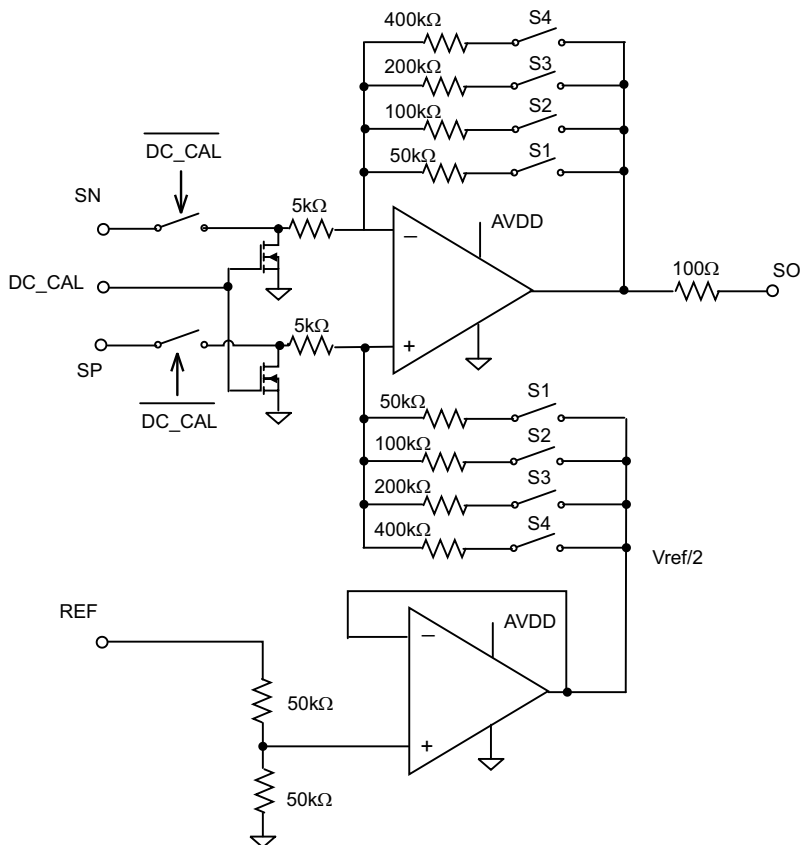 400kΩ S4
200kΩ S3
100kΩ S2
50kΩ S1
DC_CAL
SN
5kΩ
−
AVDD
DC_CAL
100Ω SO
SP
5kΩ
+
DC_CAL
50kΩ S1
100kΩ S2
200kΩ S3
400kΩ S4
Vref/2
REF
−
AVDD
50kΩ
+
50kΩ